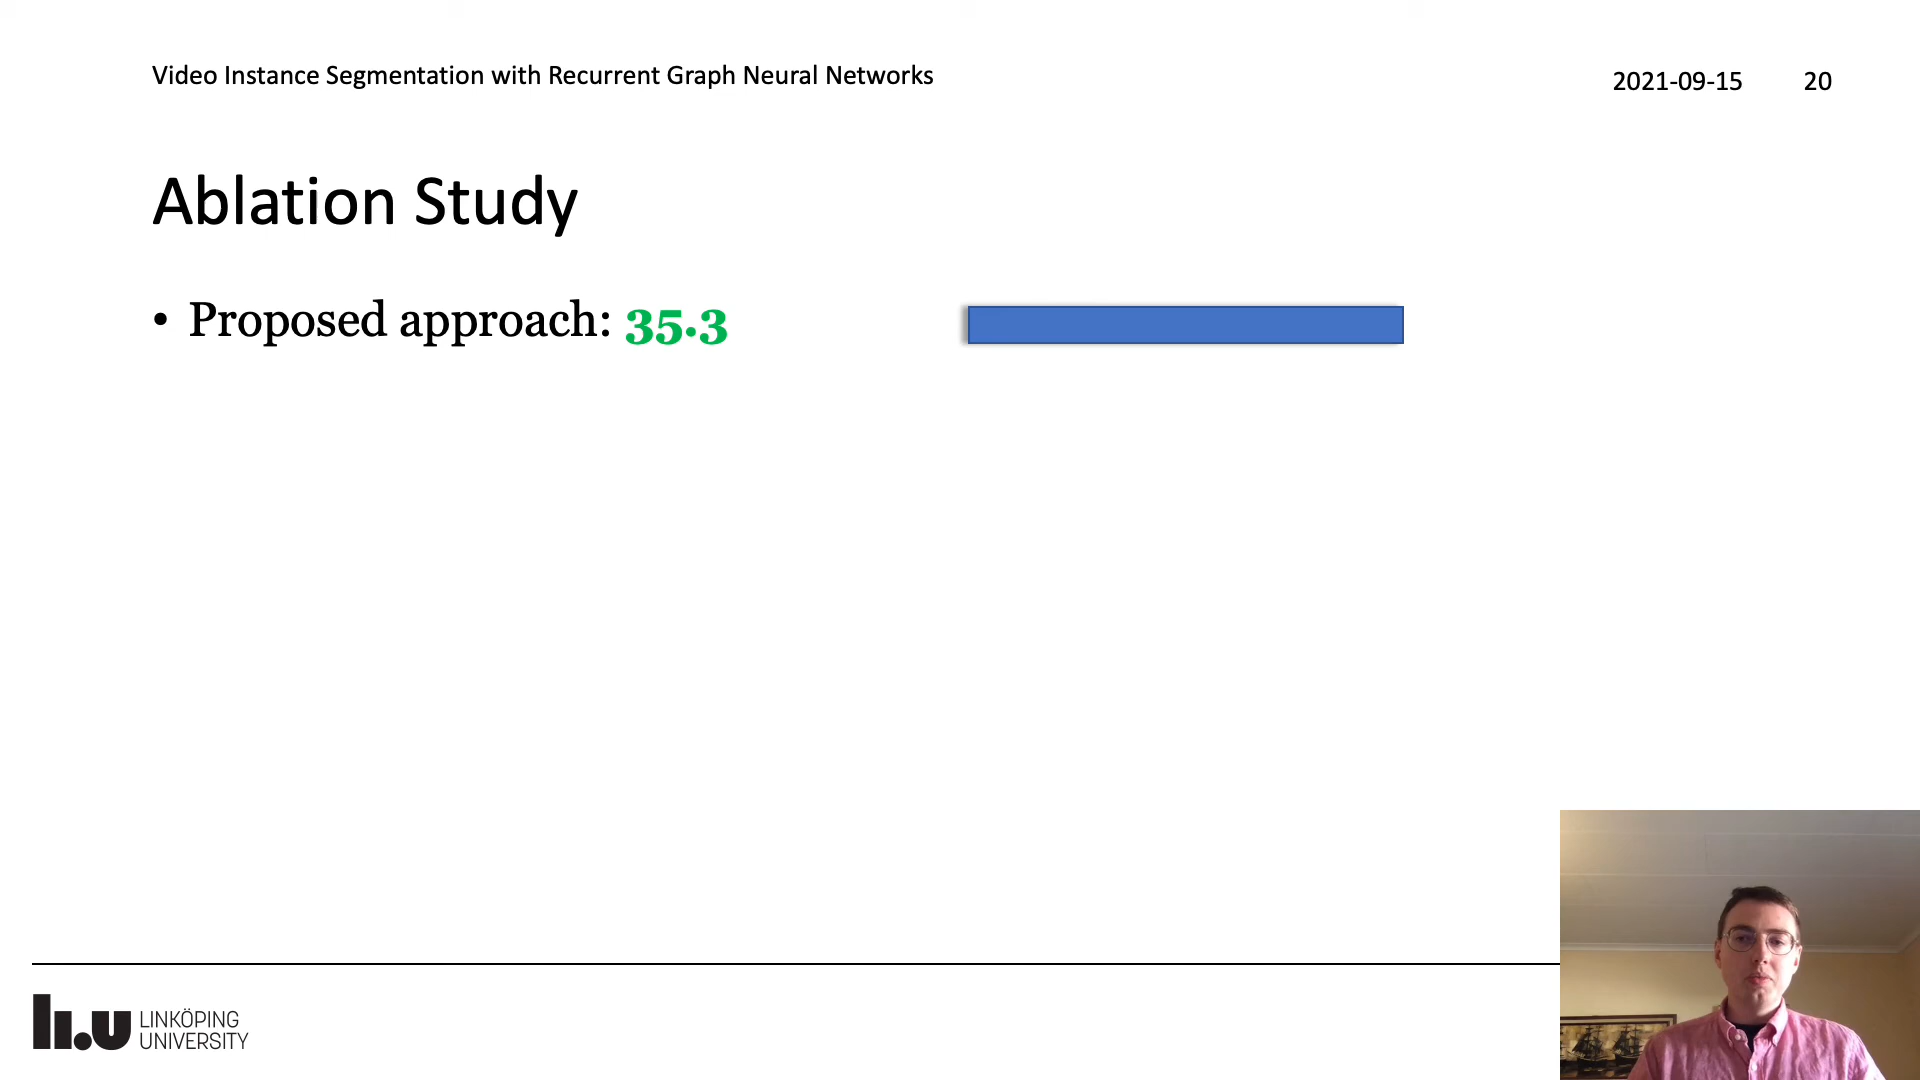 Video Instance Segmentation with Recurrent Graph Neural Networks
2021-09-15 20
Ablation Study
• Proposed approach: 35.3
li.u LINKÖPING
UNIVERSITY